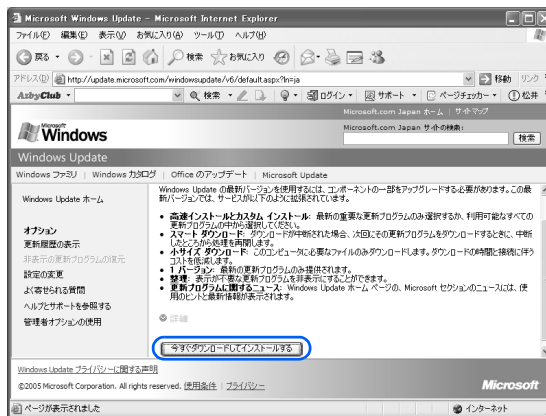 Microsoft Windows Update - Microsoft Internet Explorer
ファイル(F) 編集(E) 表示(V) お気に入り(A) ツール(T) ヘルプ(H)
戻る 検索 お気に入り
アドレス(D) http://update.microsoft.com/windowsupdate/v6/default.aspx?ln=ja 移動 リンク
AzbyClub 検索 ログイン サポート ページチェッカー 松井
Microsoft.com Japan ホーム | サイトマップ
Microsoft Windows
Microsoft.com Japan サイトの検索:
検索
Windows Update
Windows ファミリ | Windows カタログ | Office のアップデート | Microsoft Update
Windows Update ホーム
オプション
更新履歴の表示
非表示の更新プログラムの復元
設定の変更
よく寄せられる質問
ヘルプとサポートを参照する
管理者オプションの使用
Windows Update の最新バージョンを使用するには、コンポーネントの一部をアップグレードする必要があります。この最
新バージョンでは、サービスが以下のように拡張されています。
• 高速インストールとカスタム インストール: 最新の重要な更新プログラムのみ選択するか、利用可能なすべての
更新プログラムの中から選択してください。
• スマート ダウンロード: ダウンロードが中断された場合、次回にその更新プログラムをダウンロードするときに、中断
したところから処理を再開します。
• 小サイズ ダウンロード: このコンピュータに必要なファイルのみダウンロードします。ダウンロードの時間と接続に伴う
コストを低減します。
• 1 バージョン: 最新の更新プログラムのみ提供されます。
• 整理: 表示が不要な更新プログラムを非表示にすることができます。
• 更新プログラムに関するニュース: Windows Update ホーム ページの、Microsoft セクションのニュースには、使
用のヒントと最新情報が表示されます。
詳細
今すぐダウンロードしてインストールする
Windows Update プライバシーに関する声明
©2005 Microsoft Corporation. All rights reserved. 使用条件 | プライバシー
Microsoft
ページが表示されました
インターネット